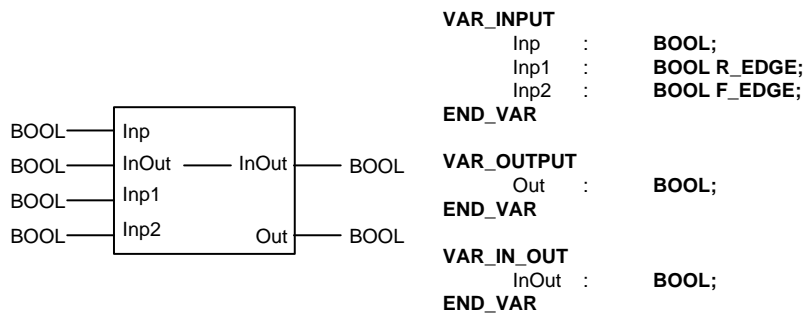 BOOL Inp
BOOL InOut InOut BOOL
BOOL Inp1
BOOL Inp2 Out BOOL
VAR_INPUT
Inp : BOOL;
Inp1 : BOOL R_EDGE;
Inp2 : BOOL F_EDGE;
END_VAR
VAR_OUTPUT
Out : BOOL;
END_VAR
VAR_IN_OUT
InOut : BOOL;
END_VAR